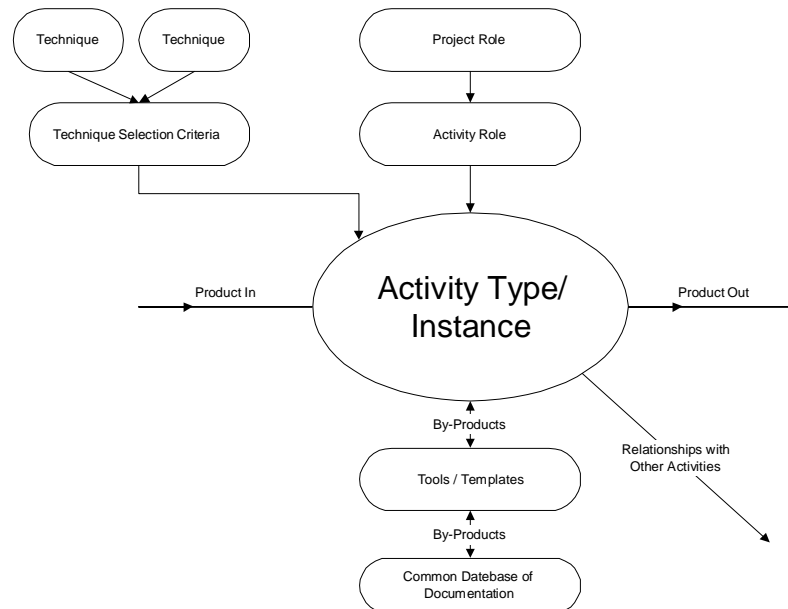 Technique
Technique
Project Role
Technique Selection Criteria
Activity Role
Product In
Activity Type/
Instance
Product Out
By-Products
Relationships with
Other Activities
Tools / Templates
By-Products
Common Datebase of
Documentation